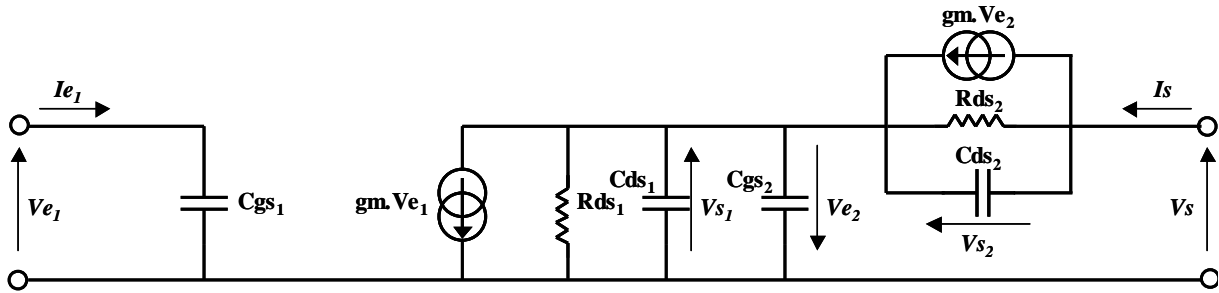 gm.Ve2
Ie1
Rds2
Is
Cds2
Ve1
Cgs1
gm.Ve1
Rds1
Cds1
Vs1
Cgs2
Ve2
Vs2
Vs